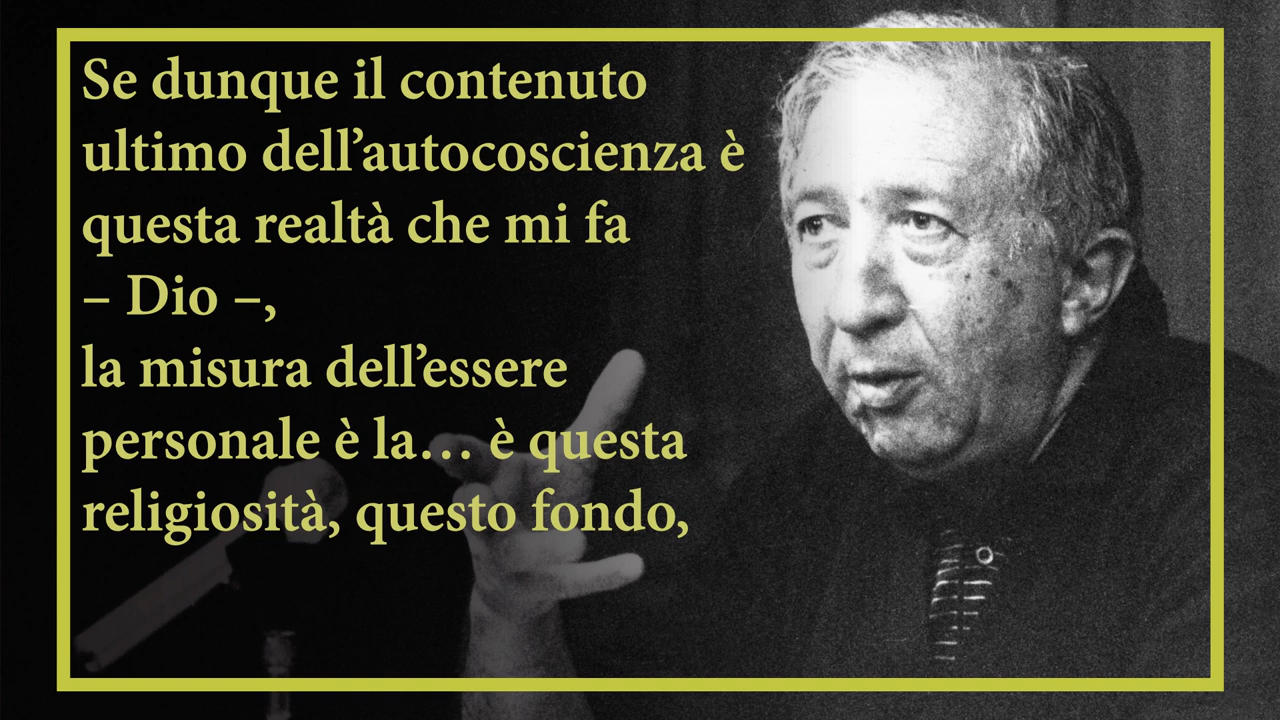 Se dunque il contenuto
ultimo dell’autocoscienza è
questa realtà che mi fa
– Dio –,
la misura dell’essere
personale è la… è questa
religiosità, questo fondo,